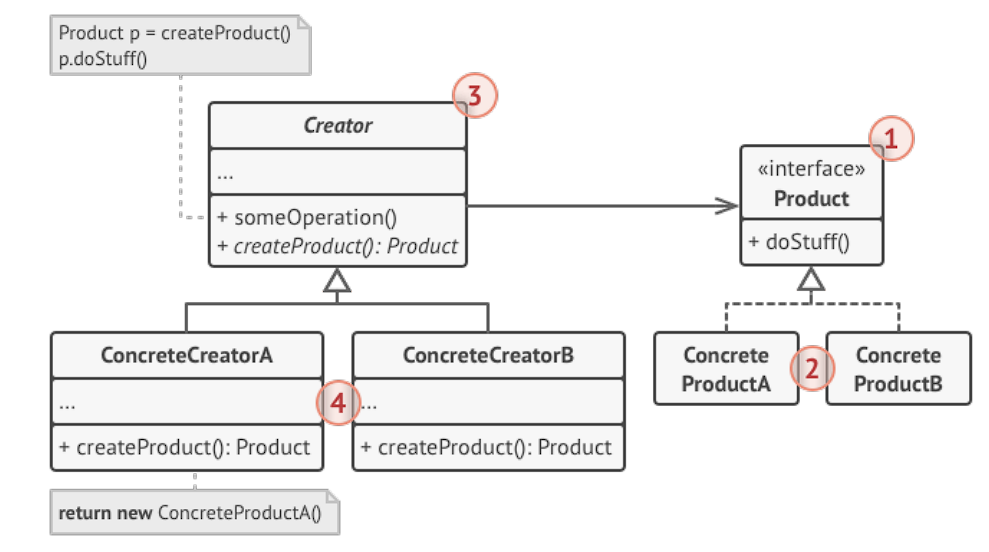 Product p = createProduct()
p.doStuff()
3
Creator
...
+ someOperation()
+ createProduct(): Product
1
«interface»
Product
+ doStuff()
ConcreteCreatorA
...
+ createProduct(): Product
4
ConcreteCreatorB
...
+ createProduct(): Product
Concrete
ProductA
2
Concrete
ProductB
return new ConcreteProductA()